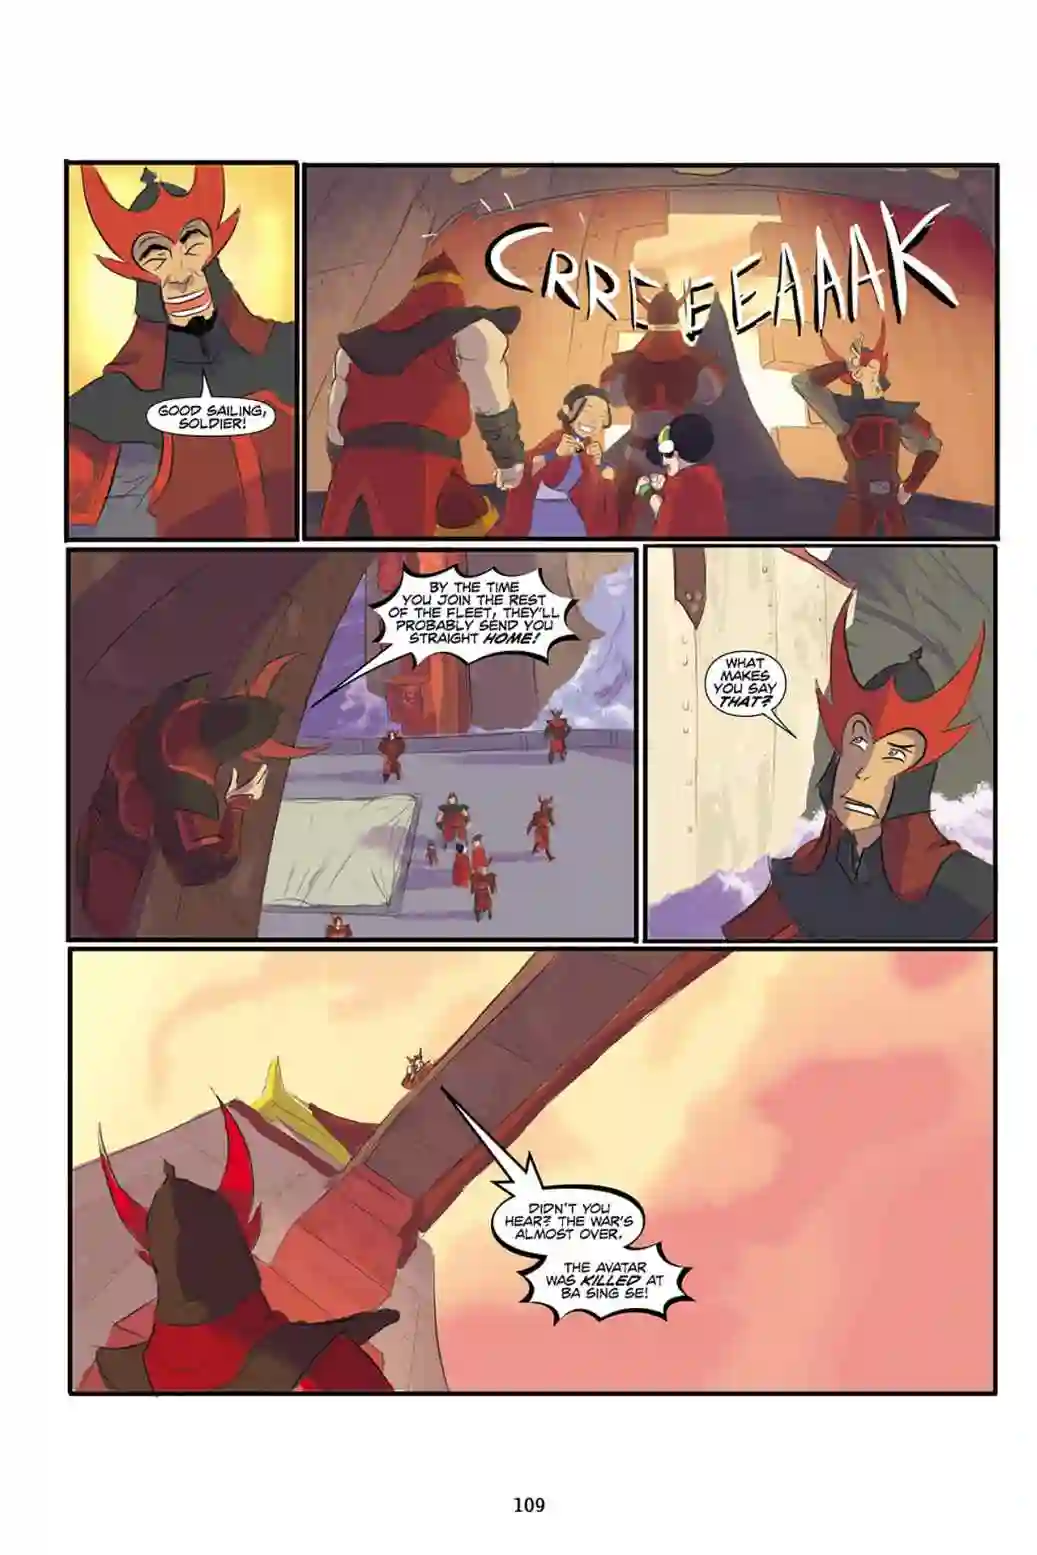 GOOD SAILING,
SOLDIER!
CRRREEEAAAAK
BY THE TIME
YOU JOIN THE REST
OF THE FLEET, THEY'LL
PROBABLY SEND YOU
STRAIGHT HOME!
WHAT
MAKES
YOU SAY
THAT?
DIDN'T YOU
HEAR? THE WAR'S
ALMOST OVER.
THE AVATAR
WAS KILLED AT
BA SING SE!
109